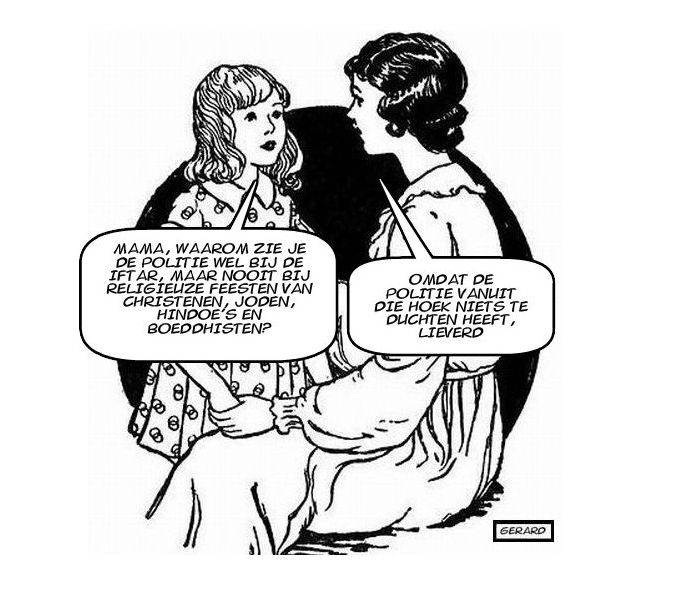 MAMA, WAAROM ZIE JE
DE POLITIE WEL BIJ DE
IFTAR, MAAR NOOIT BIJ
RELIGIEUZE FEESTEN VAN
CHRISTENEN, JODEN,
HINDOE'S EN
BOEDDHISTEN?
OMDAT DE
POLITIE VANUIT
DIE HOEK NIETS TE
DUCHTEN HEEFT,
LIEVERD
GERARD